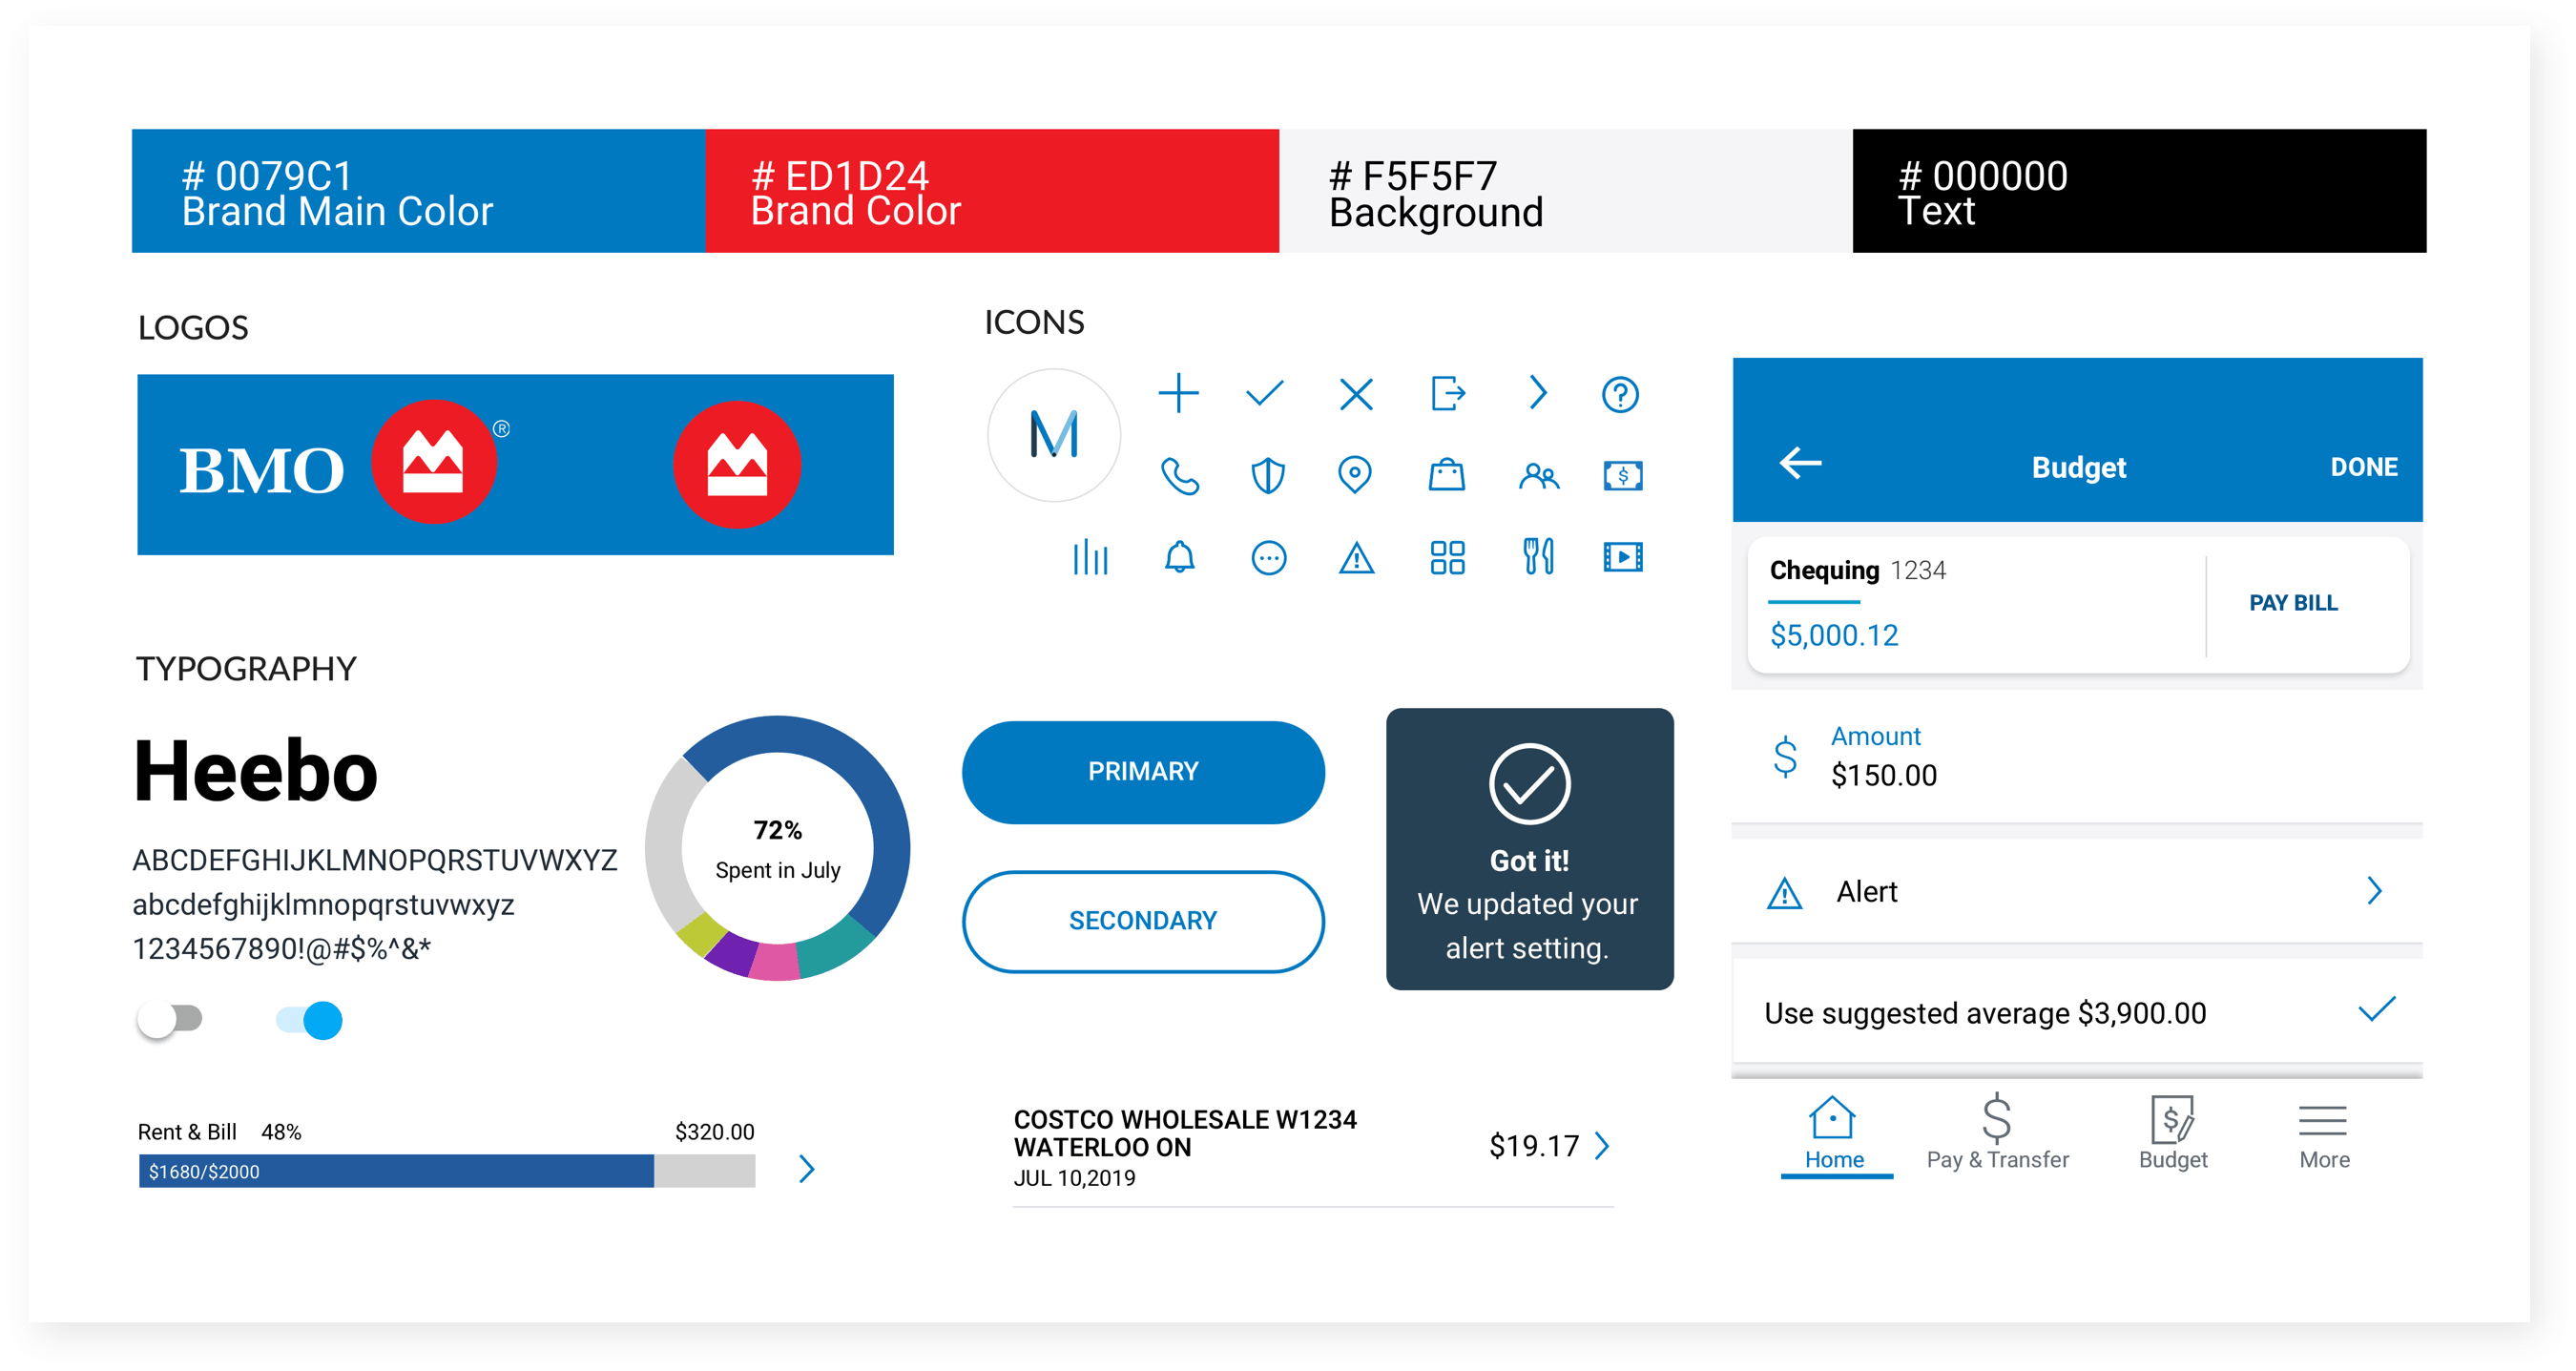 # 0079C1
Brand Main Color
# ED1D24
Brand Color
# F5F5F7
Background
# 000000
Text
LOGOS
BMO ®
ICONS
M
TYPOGRAPHY
Heebo
ABCDEFGHIJKLMNOPQRSTUVWXYZ
abcdefghijklmnopqrstuvwxyz
1234567890!@#$%^&*
72%
Spent in July
PRIMARY
SECONDARY
Got it!
We updated your
alert setting.
Rent & Bill 48% $320.00
$1680/$2000
COSTCO WHOLESALE W1234
WATERLOO ON
JUL 10,2019
$19.17
Budget
DONE
Chequing 1234
$5,000.12
PAY BILL
Amount
$150.00
Alert
Use suggested average $3,900.00
Home
Pay & Transfer
Budget
More